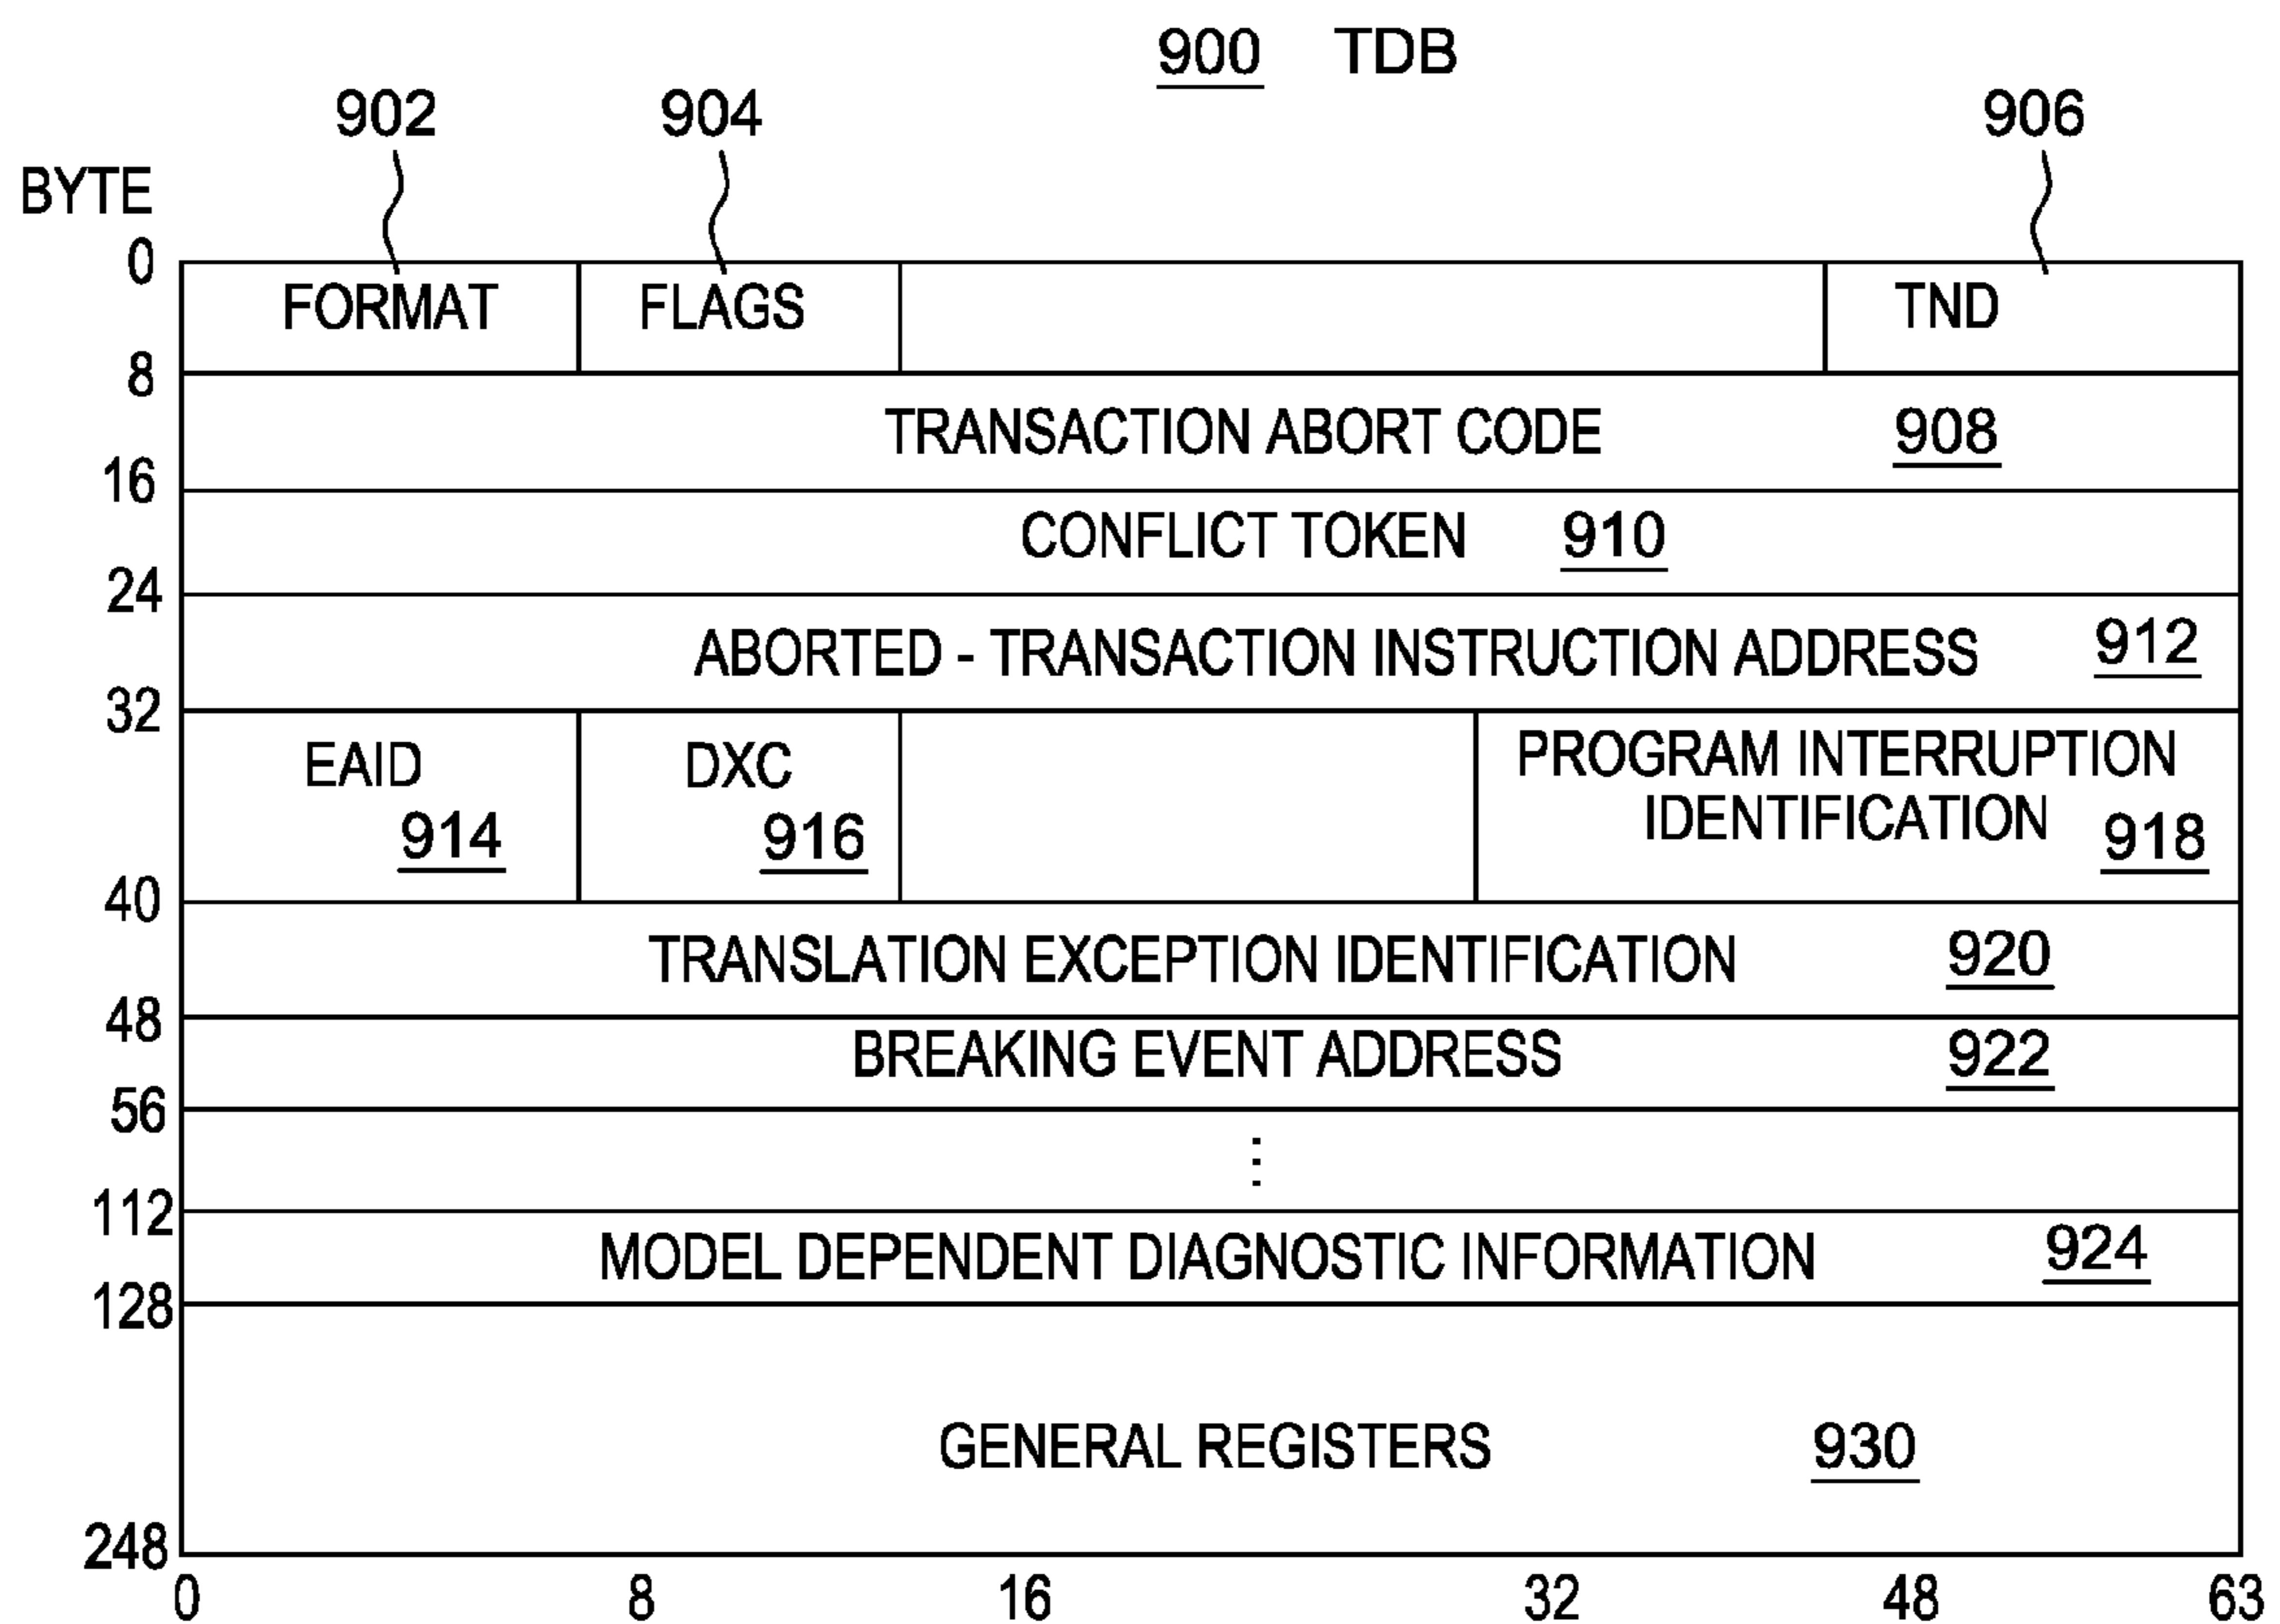 900 TDB
902 904 906
BYTE
0
FORMAT FLAGS TND
8
TRANSACTION ABORT CODE 908
16
CONFLICT TOKEN 910
24
ABORTED - TRANSACTION INSTRUCTION ADDRESS 912
32
EAID DXC PROGRAM INTERRUPTION
IDENTIFICATION
914 916 918
40
TRANSLATION EXCEPTION IDENTIFICATION 920
48
BREAKING EVENT ADDRESS 922
56
⋮
112
MODEL DEPENDENT DIAGNOSTIC INFORMATION 924
128
GENERAL REGISTERS 930
248
0 8 16 32 48 63